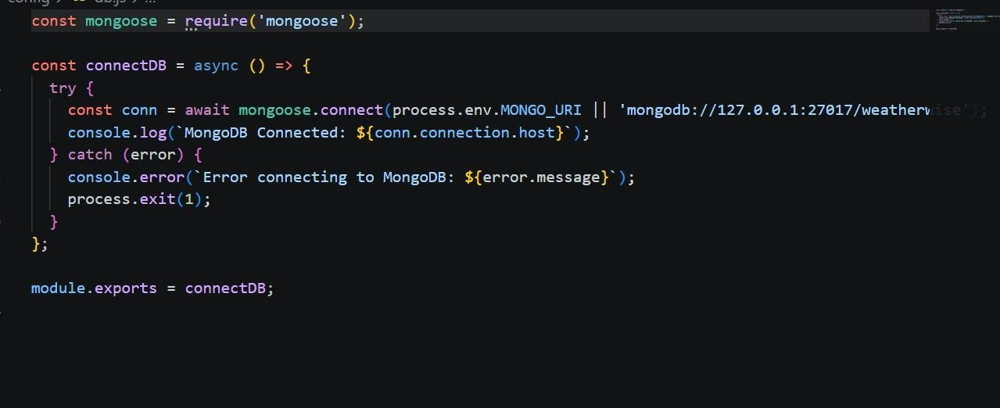 config > db.js > ...
const mongoose = require('mongoose');
const connectDB = async () => {
try {
const conn = await mongoose.connect(process.env.MONGO_URI || 'mongodb://127.0.0.1:27017/weatherwise');
console.log(`MongoDB Connected: ${conn.connection.host}`);
} catch (error) {
console.error(`Error connecting to MongoDB: ${error.message}`);
process.exit(1);
}
};
module.exports = connectDB;